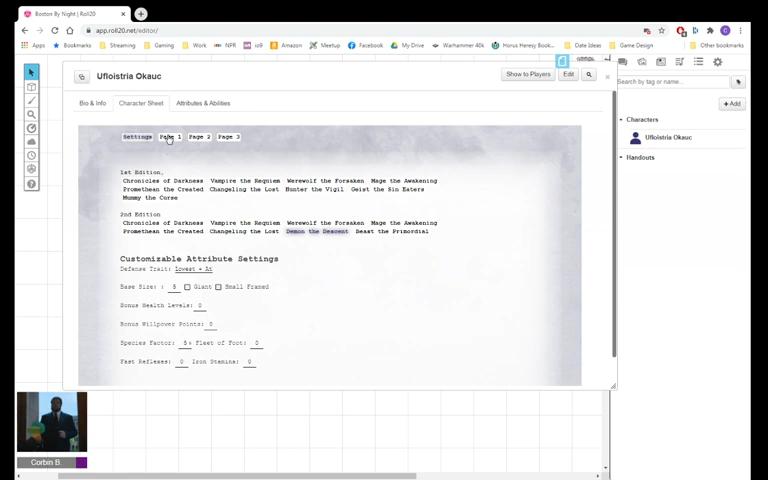 Boston By Night | Roll20
app.roll20.net/editor/
Apps Bookmarks Streaming Gaming Work NPR io9 Amazon Meetup Facebook My Drive Warhammer 40k Horus Heresy Book... Date Ideas Game Design Other bookmarks
Ufloistria Okauc
Show to Players Edit
Search by tag or name...
Bio & Info Character Sheet Attributes & Abilities
+ Add
Characters
Ufloistria Okauc
Handouts
Settings Page 1 Page 2 Page 3
1st Edition,
Chronicles of Darkness Vampire the Requiem Werewolf the Forsaken Mage the Awakening
Promethean the Created Changeling the Lost Hunter the Vigil Geist the Sin Eaters
Mummy the Corse
2nd Edition
Chronicles of Darkness Vampire the Requiem Werewolf the Forsaken Mage the Awakening
Promethean the Created Changeling the Lost Demon the Descent Beast the Primordial
Customizable Attribute Settings
Defense Trait: Lowest + At
Base Size: : 5 Giant Small Framed
Bonus Health Levels: 0
Bonus Willpower Points: 0
Species Factor: 5 Fleet of Foot: 0
Fast Reflexes: 0 Iron Stamina: 0
Corbin B.